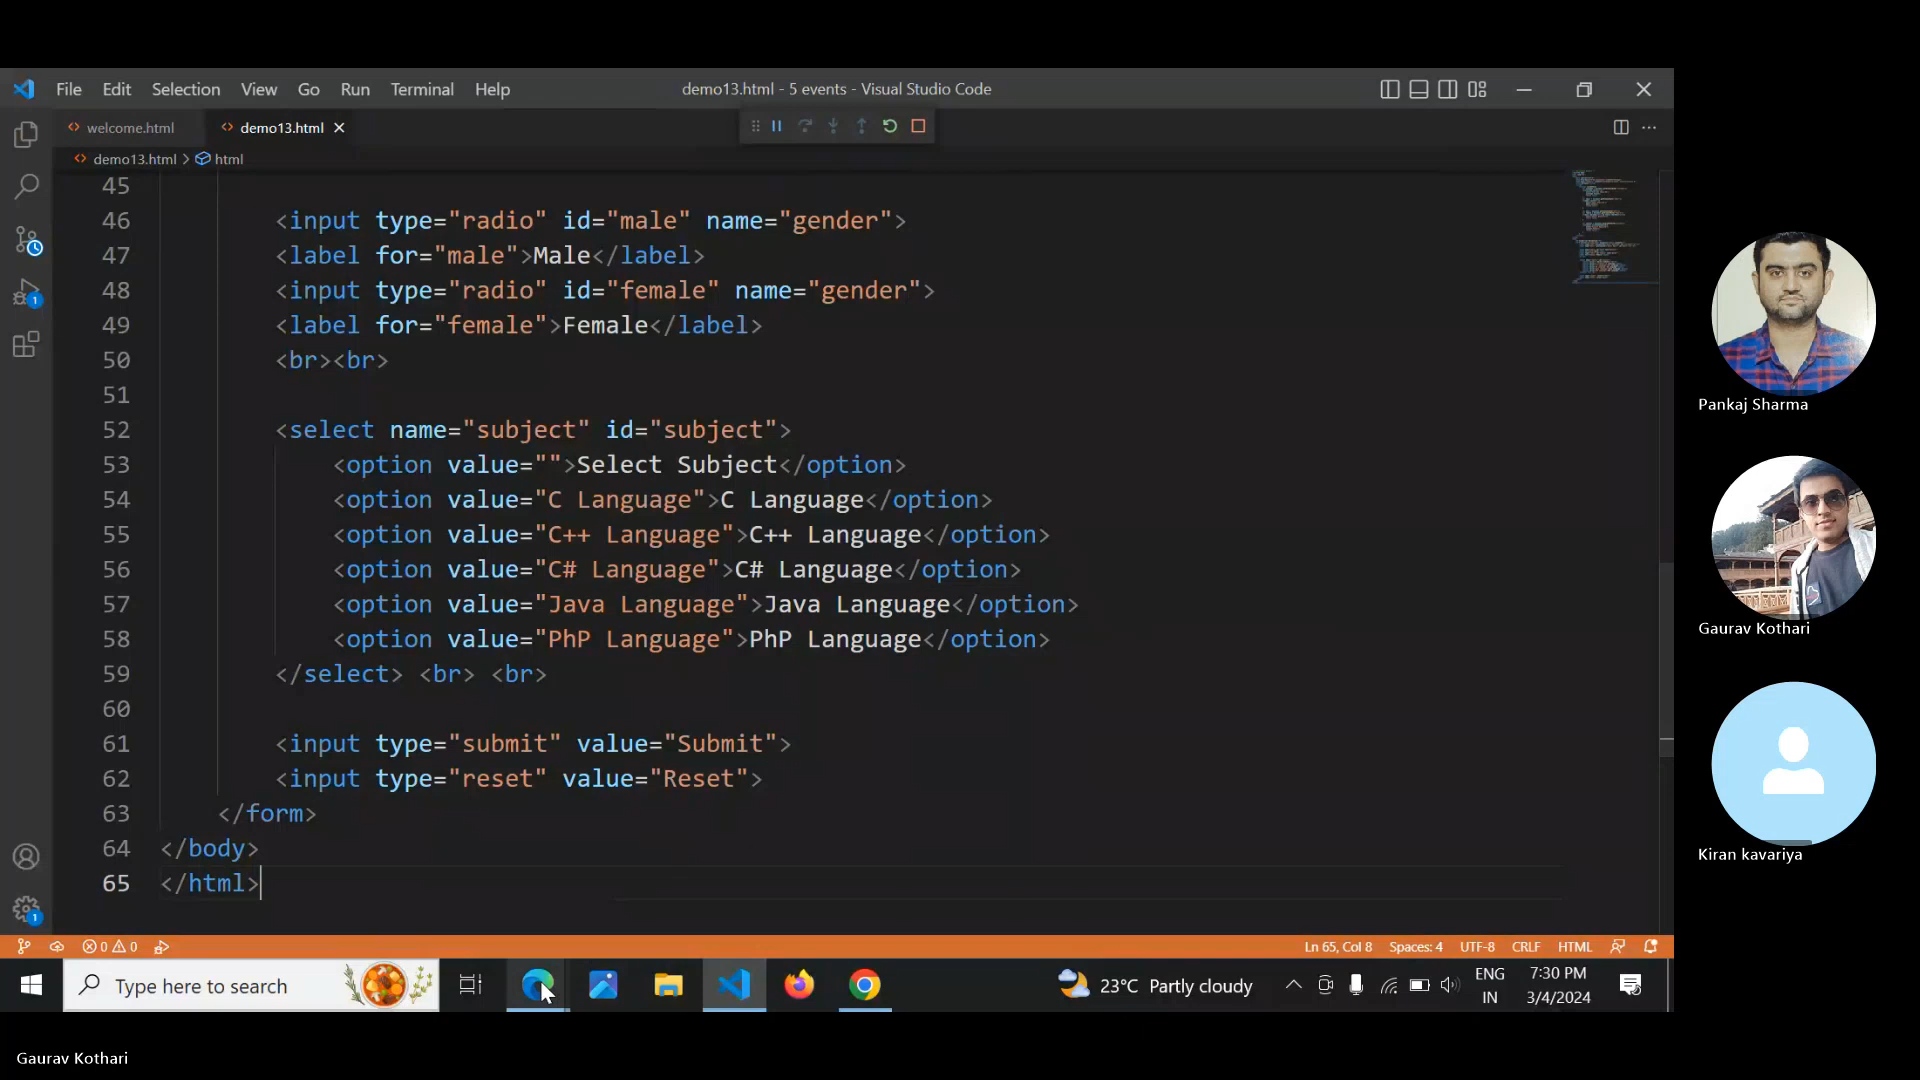 File Edit Selection View Go Run Terminal Help
demo13.html - 5 events - Visual Studio Code
welcome.html
demo13.html
demo13.html > html
45
46 <input type="radio" id="male" name="gender">
47 <label for="male">Male</label>
48 <input type="radio" id="female" name="gender">
49 <label for="female">Female</label>
50 <br><br>
51
52 <select name="subject" id="subject">
53 <option value="">Select Subject</option>
54 <option value="C Language">C Language</option>
55 <option value="C++ Language">C++ Language</option>
56 <option value="C# Language">C# Language</option>
57 <option value="Java Language">Java Language</option>
58 <option value="PhP Language">PhP Language</option>
59 </select> <br> <br>
60
61 <input type="submit" value="Submit">
62 <input type="reset" value="Reset">
63 </form>
64 </body>
65 </html>
1
1
0 0
Ln 65, Col 8 Spaces: 4 UTF-8 CRLF HTML
Type here to search
23°C Partly cloudy
ENG
IN
7:30 PM
3/4/2024
Pankaj Sharma
Gaurav Kothari
Kiran kavariya
Gaurav Kothari